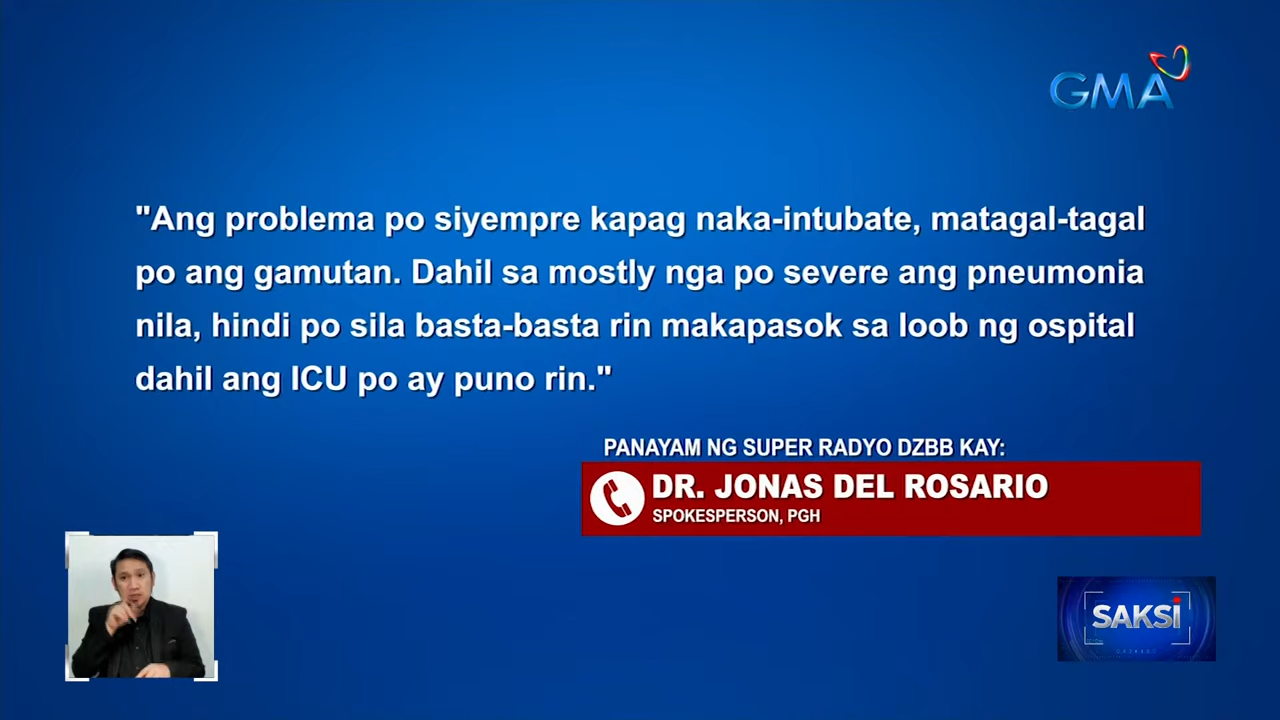 GMA
"Ang problema po siyempre kapag naka-intubate, matagal-tagal
po ang gamutan. Dahil sa mostly nga po severe ang pneumonia
nila, hindi po sila basta-basta rin makapasok sa loob ng ospital
dahil ang ICU po ay puno rin."
PANAYAM NG SUPER RADYO DZBB KAY:
DR. JONAS DEL ROSARIO
SPOKESPERSON, PGH
SAKSI